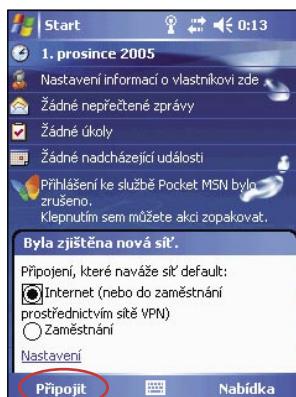 Start 0:13
1. prosince 2005
Nastavení informací o vlastníkovi zde
Žádné nepřečtené zprávy
Žádné úkoly
Žádné nadcházející události
Přihlášení ke službě Pocket MSN bylo
zrušeno.
Klepnutím sem můžete akci zopakovat.
Byla zjištěna nová síť.
Připojení, které naváže síť default:
Internet (nebo do zaměstnání
prostřednictvím sítě VPN)
Zaměstnání
Nastavení
Připojit Nabídka